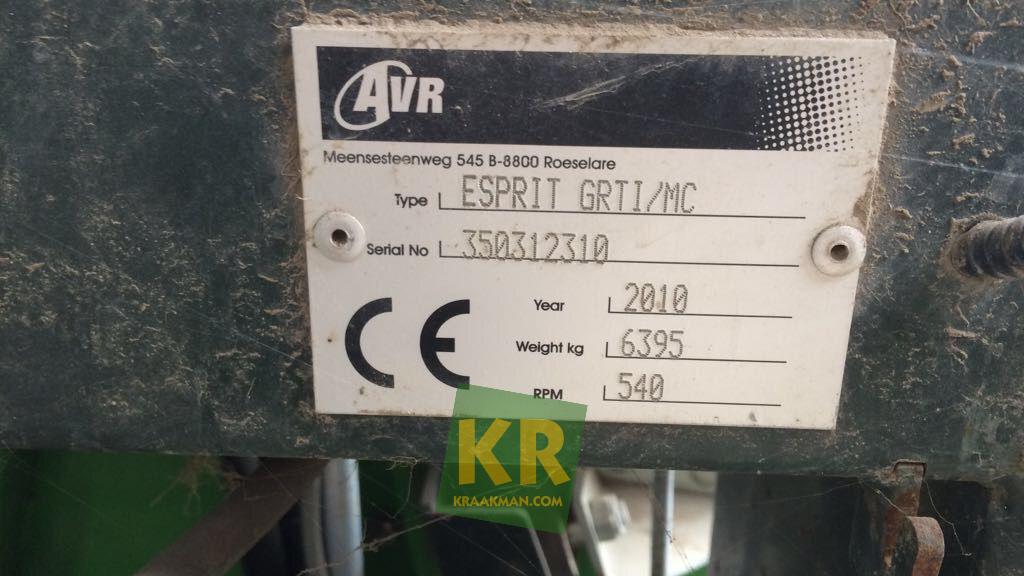 AVR
Meensesteenweg 545 B-8800 Roeselare
Type ESPRIT GRTI/MC
Serial No 350312310
CE
Year 2010
Weight kg 6395
RPM 540
KR
KRAAKMAN.COM